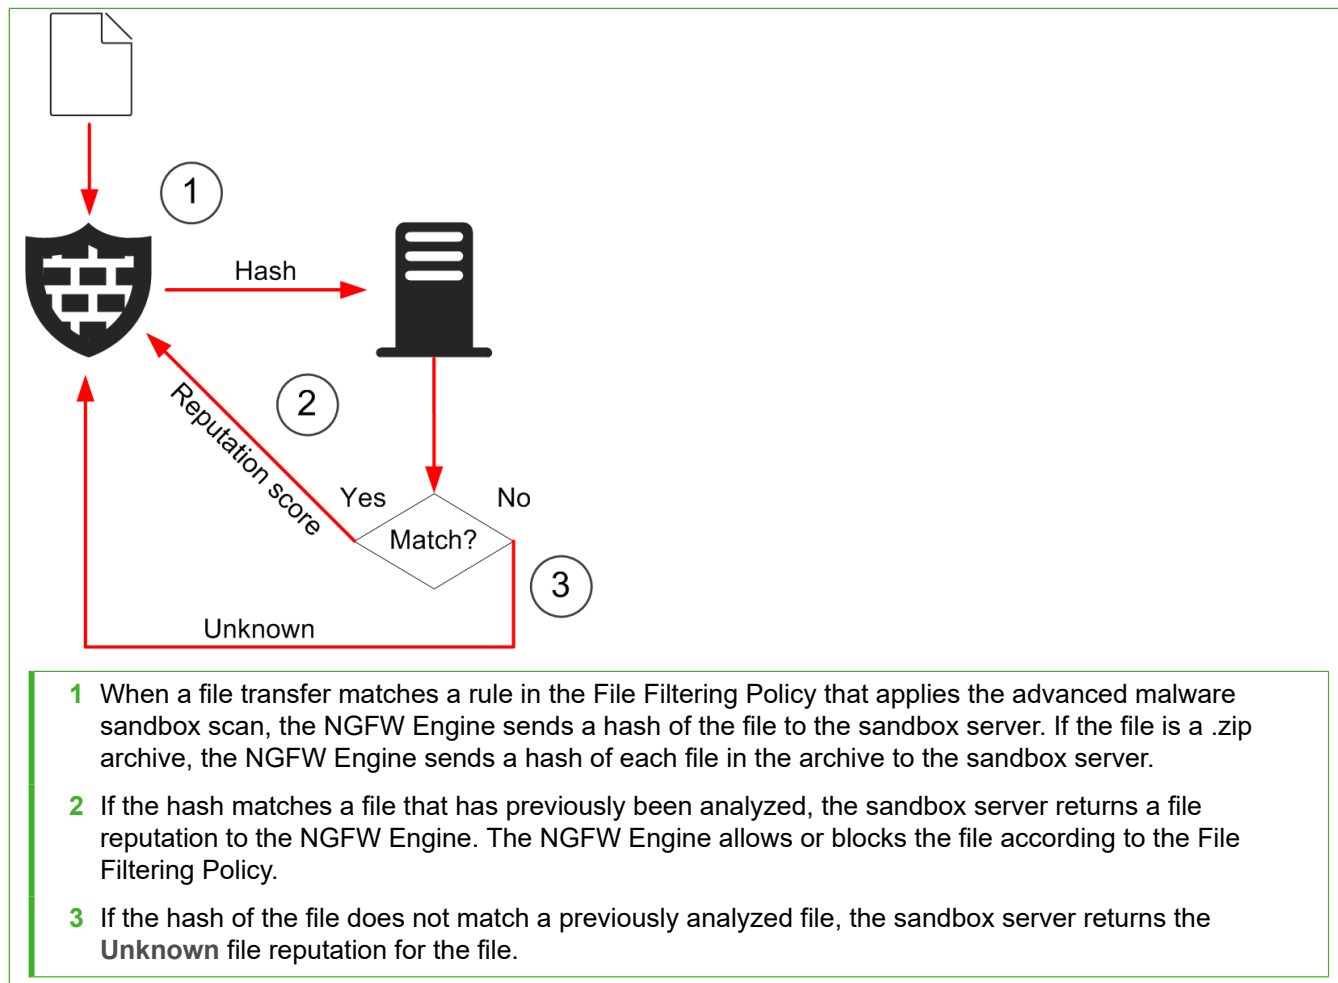 1
Hash
2
Reputation score
Yes
No
Match?
3
Unknown
1 When a file transfer matches a rule in the File Filtering Policy that applies the advanced malware
sandbox scan, the NGFW Engine sends a hash of the file to the sandbox server. If the file is a .zip
archive, the NGFW Engine sends a hash of each file in the archive to the sandbox server.
2 If the hash matches a file that has previously been analyzed, the sandbox server returns a file
reputation to the NGFW Engine. The NGFW Engine allows or blocks the file according to the File
Filtering Policy.
3 If the hash of the file does not match a previously analyzed file, the sandbox server returns the
Unknown file reputation for the file.